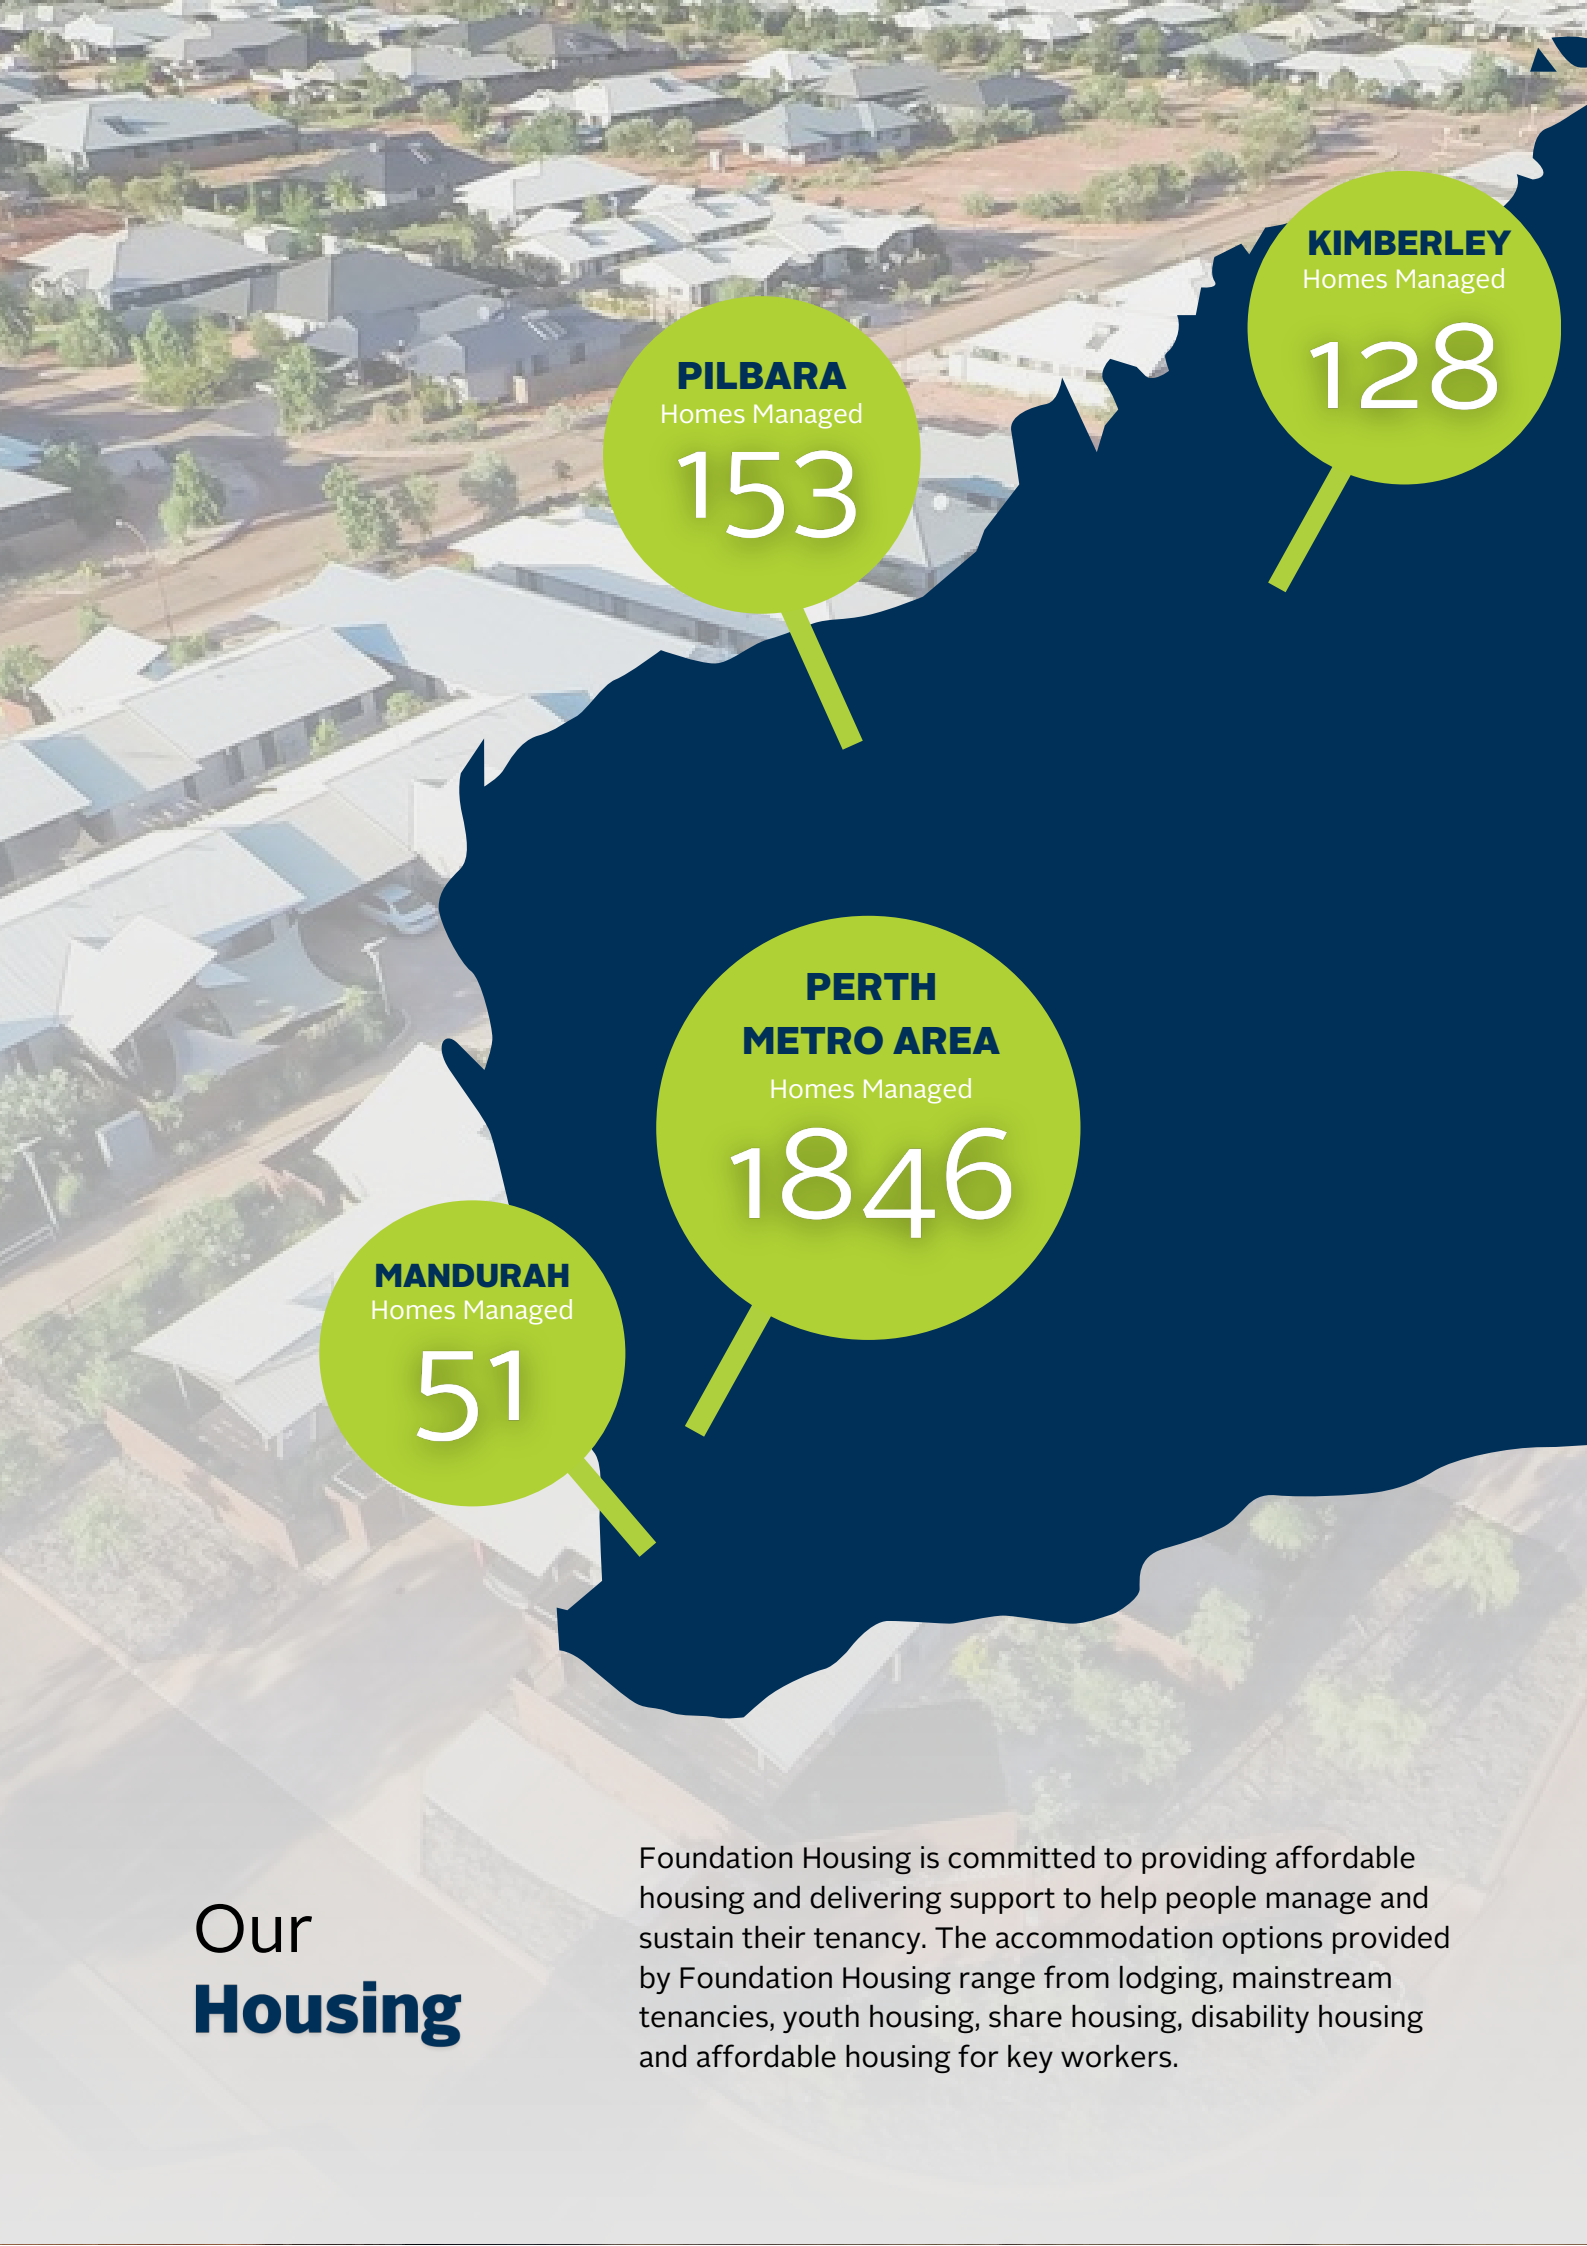 KIMBERLEY
Homes Managed
128
PILBARA
Homes Managed
153
PERTH
METRO AREA
Homes Managed
1846
MANDURAH
Homes Managed
51
Our
Housing
Foundation Housing is committed to providing affordable
housing and delivering support to help people manage and
sustain their tenancy. The accommodation options provided
by Foundation Housing range from lodging, mainstream
tenancies, youth housing, share housing, disability housing
and affordable housing for key workers.